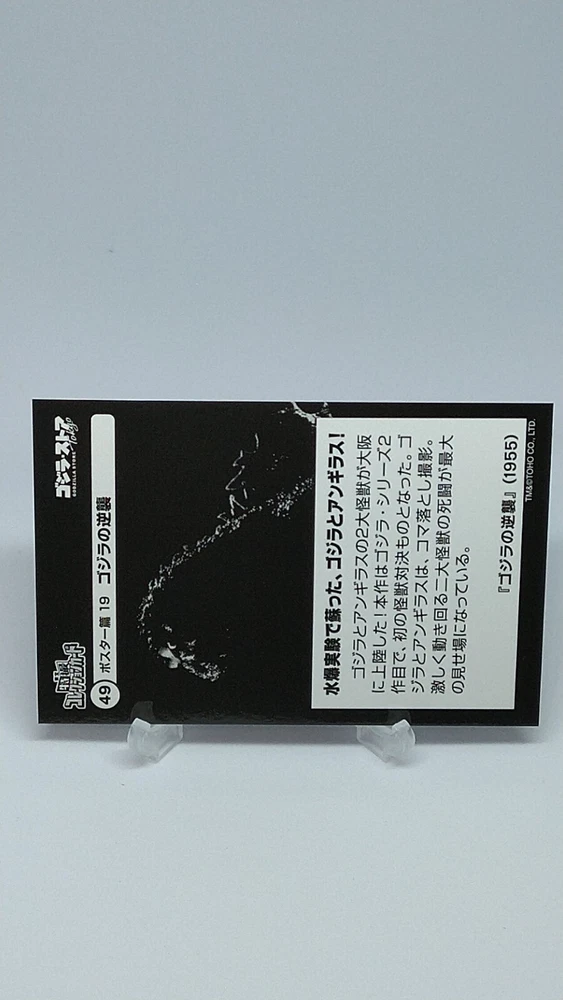 ゴジラ・ストア
Tokyo
GODZILLA STORE
49 ポスター篇 19 ゴジラの逆襲
水爆実験で蘇った、ゴジラとアンギラス!
ゴジラとアンギラスの2大怪獣が大阪
に上陸した!本作はゴジラ・シリーズ2
作目で、初の怪獣対決ものとなった。ゴ
ジラとアンギラスは、コマ落とし撮影。
激しく動き回る二大怪獣の死闘が最大
の見せ場になっている。
『ゴジラの逆襲』(1955)
TM&©TOHO CO., LTD.